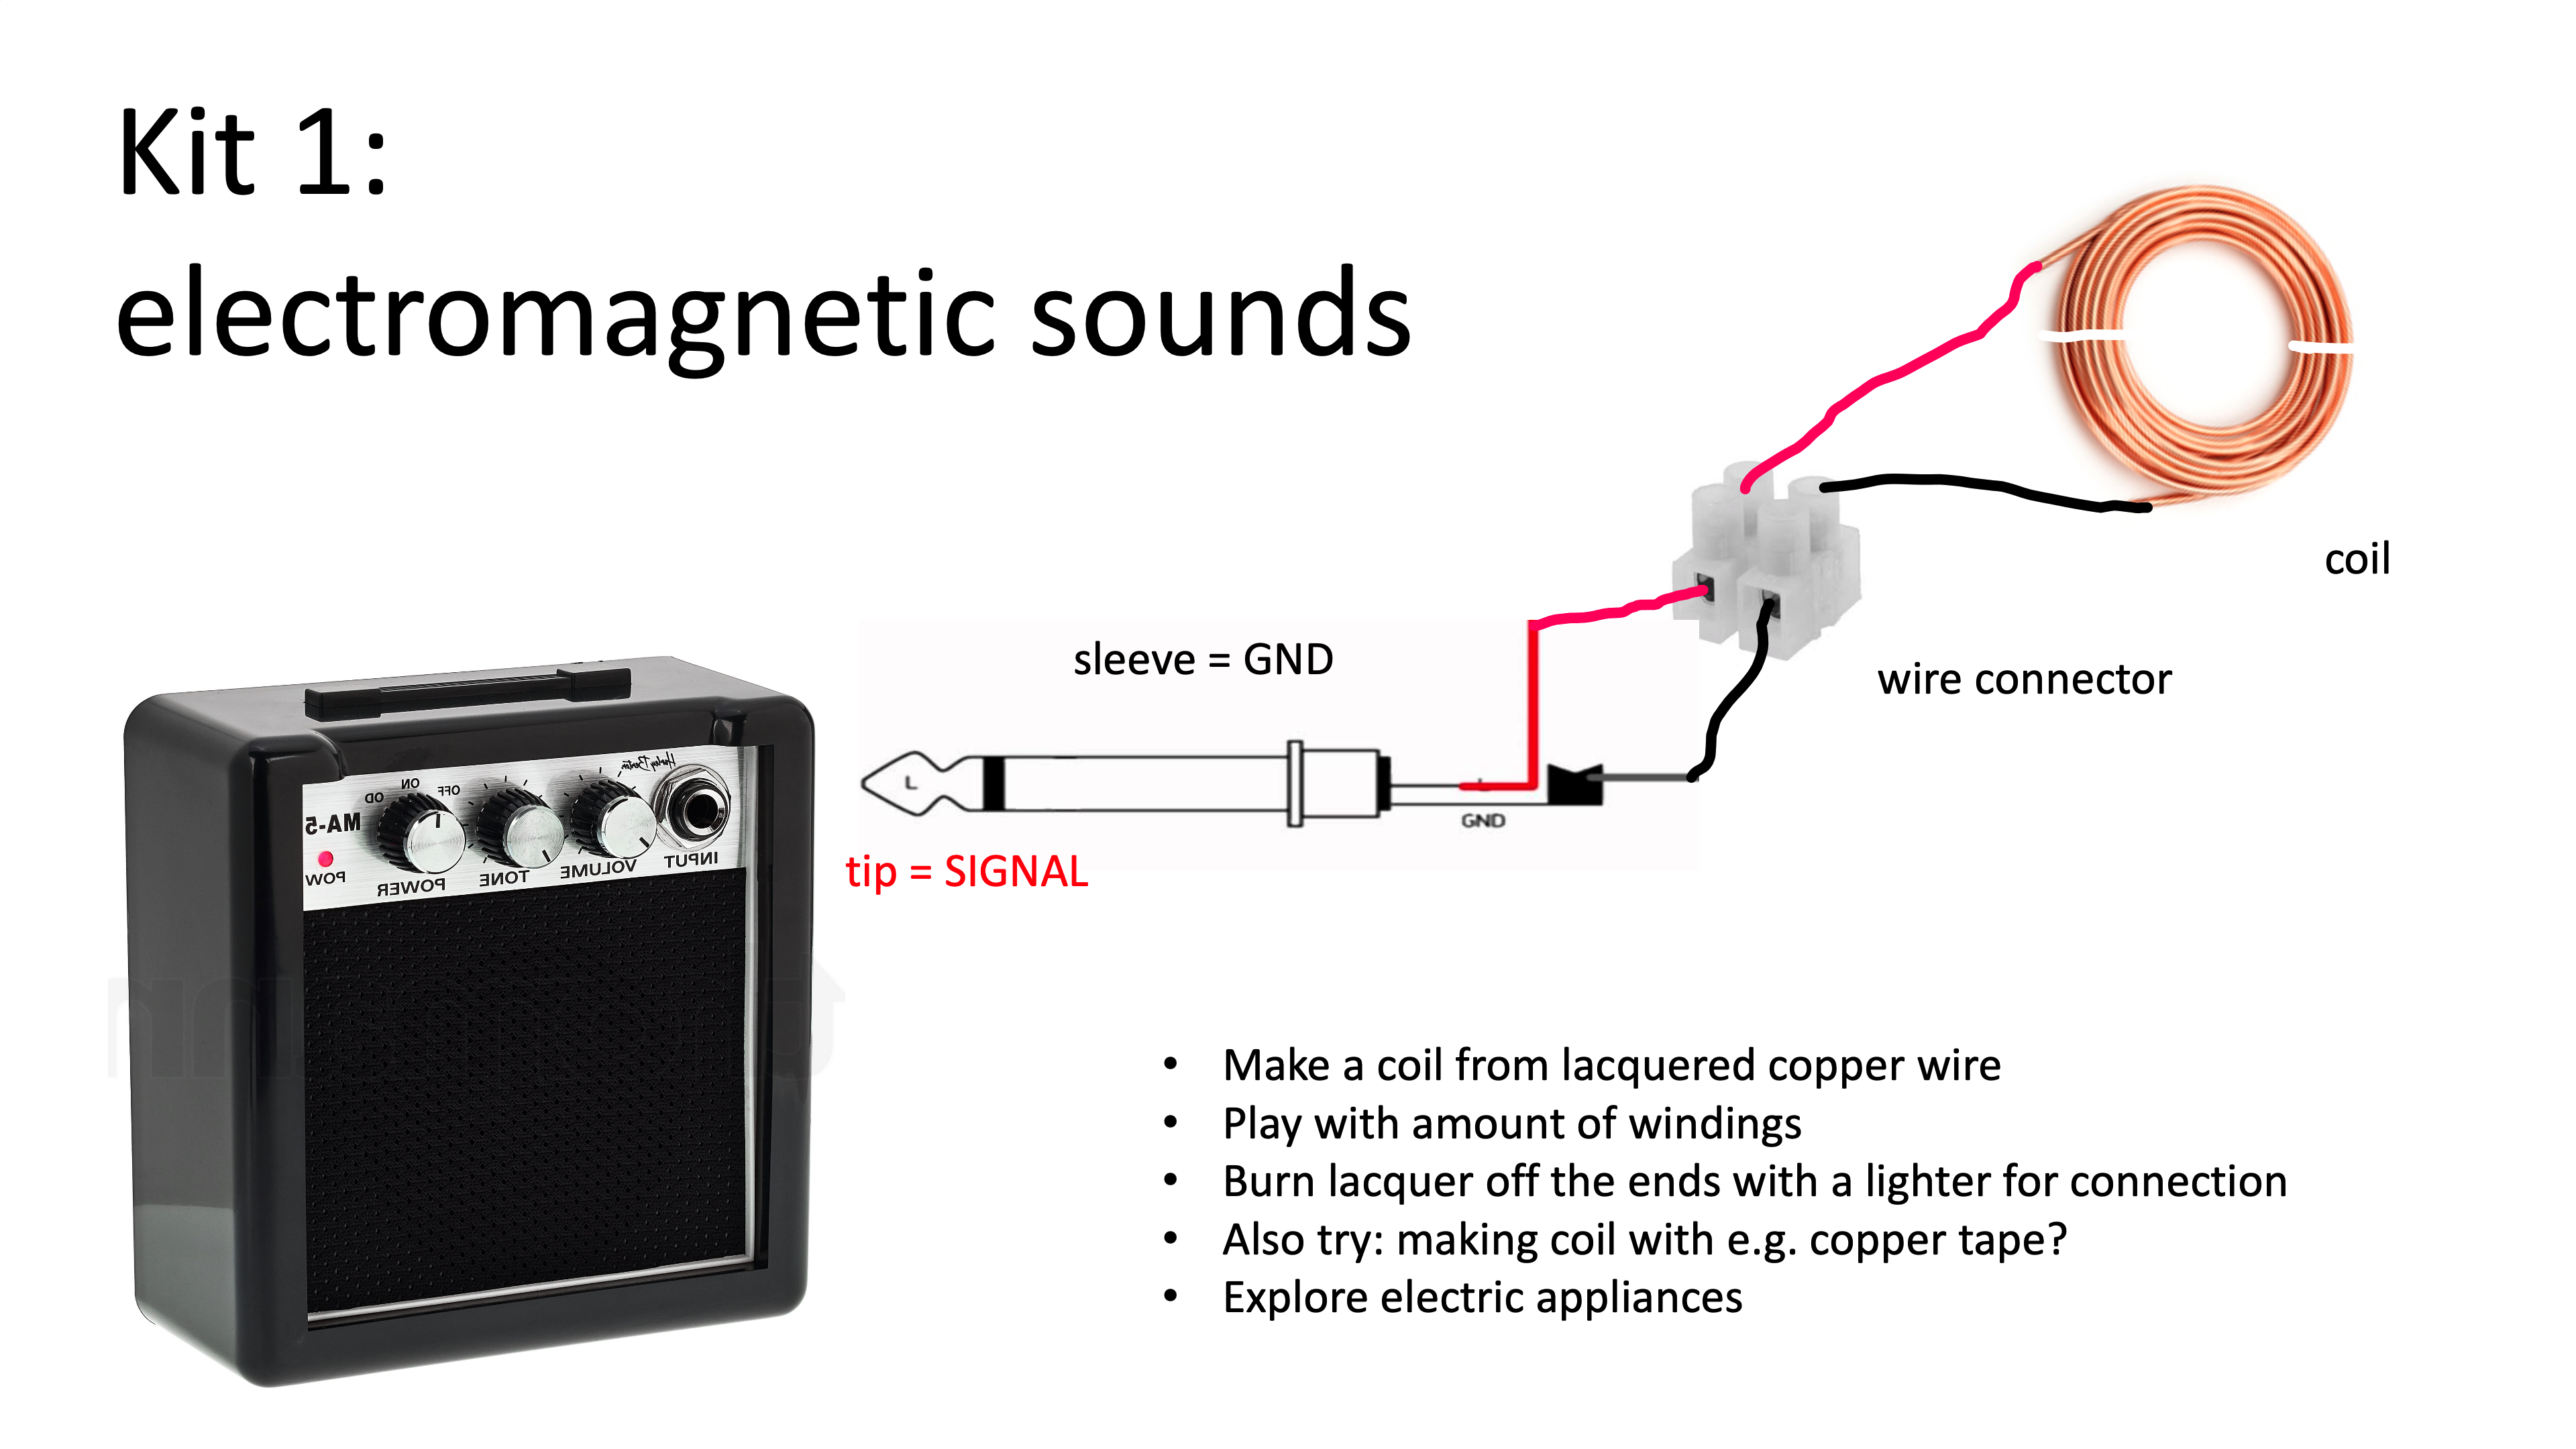 Kit 1:
electromagnetic sounds
coil
sleeve = GND
wire connector
L
GND
tip = SIGNAL
Harley Benton
MA-5
OD
ON
OFF
POW
POWER
TONE
VOLUME
INPUT
• Make a coil from lacquered copper wire
• Play with amount of windings
• Burn lacquer off the ends with a lighter for connection
• Also try: making coil with e.g. copper tape?
• Explore electric appliances